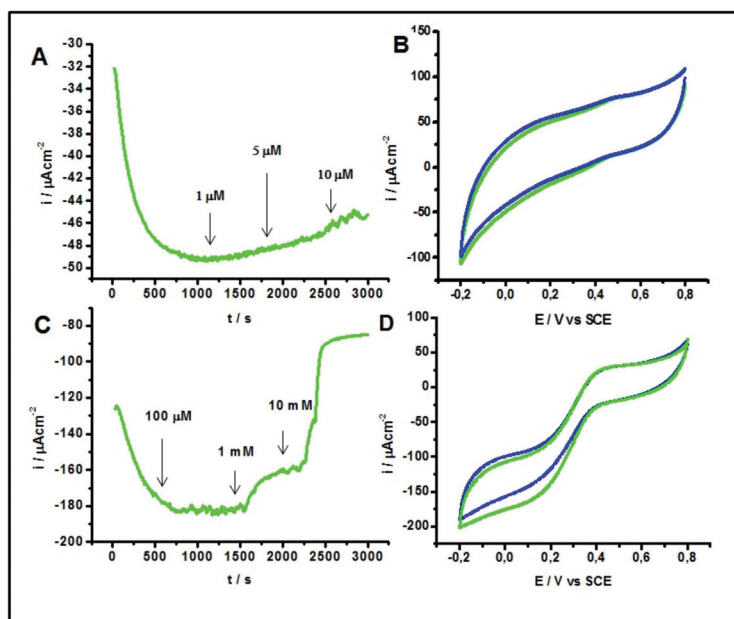 A
i / µAcm-2
-32
-34
-36
-38
-40
-42
-44
-46
-48
-50
1 µM
5 µM
10 µM
0 500 1000 1500 2000 2500 3000
t / s
B
i / µAcm-2
150
100
50
0
-50
-100
-0,2 0,0 0,2 0,4 0,6 0,8
E / V vs SCE
C
i / µAcm-2
-80
-100
-120
-140
-160
-180
-200
100 µM
1 mM
10 mM
0 500 1000 1500 2000 2500 3000
t / s
D
i / µAcm-2
100
50
0
-50
-100
-150
-200
-0,2 0,0 0,2 0,4 0,6 0,8
E / V vs SCE